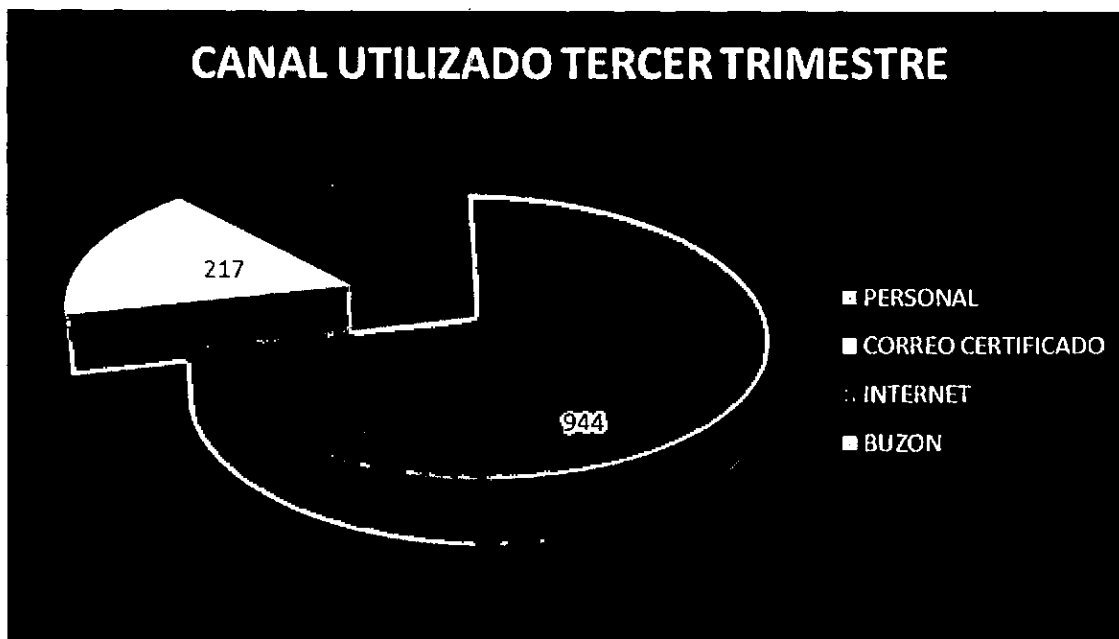 CANAL UTILIZADO TERCER TRIMESTRE
217
944
PERSONAL
CORREO CERTIFICADO
INTERNET
BUZON